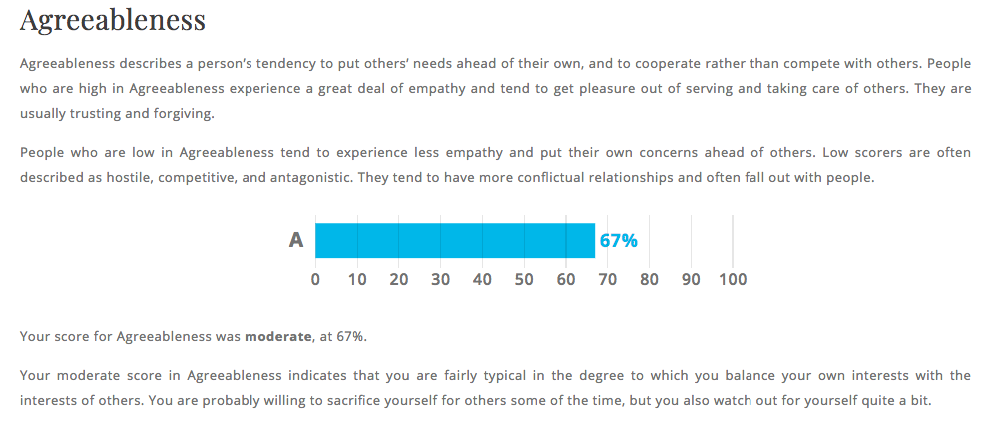 Agreeableness
Agreeableness describes a person’s tendency to put others’ needs ahead of their own, and to cooperate rather than compete with others. People
who are high in Agreeableness experience a great deal of empathy and tend to get pleasure out of serving and taking care of others. They are
usually trusting and forgiving.
People who are low in Agreeableness tend to experience less empathy and put their own concerns ahead of others. Low scorers are often
described as hostile, competitive, and antagonistic. They tend to have more conflictual relationships and often fall out with people.
A 67%
0 10 20 30 40 50 60 70 80 90 100
Your score for Agreeableness was moderate, at 67%.
Your moderate score in Agreeableness indicates that you are fairly typical in the degree to which you balance your own interests with the
interests of others. You are probably willing to sacrifice yourself for others some of the time, but you also watch out for yourself quite a bit.